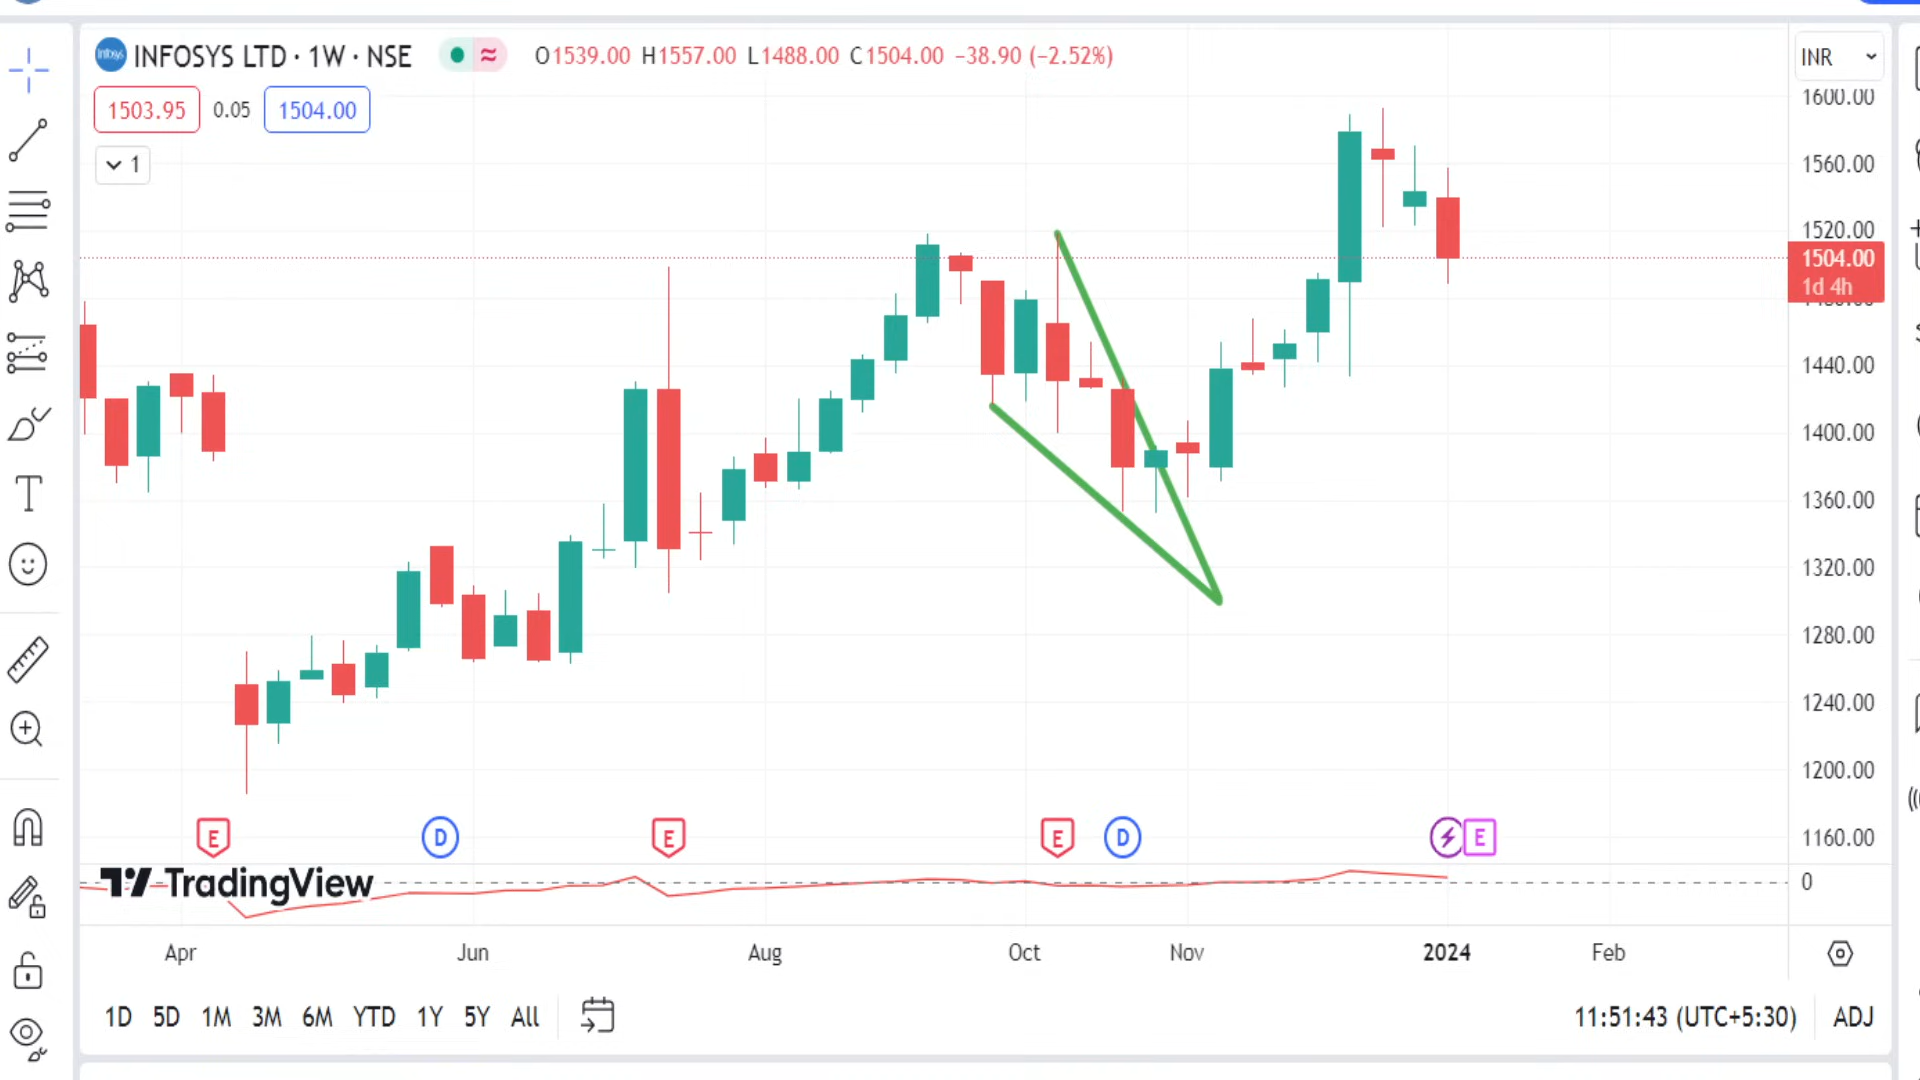 infosys INFOSYS LTD · 1W · NSE O1539.00 H1557.00 L1488.00 C1504.00 −38.90 (−2.52%)
INR
1503.95 0.05 1504.00
1
1600.00
1560.00
1520.00
1504.00
1d 4h
1440.00
1400.00
1360.00
1320.00
1280.00
1240.00
1200.00
1160.00
E D E E D E
TradingView
0
Apr Jun Aug Oct Nov 2024 Feb
1D 5D 1M 3M 6M YTD 1Y 5Y All 11:51:43 (UTC+5:30) ADJ